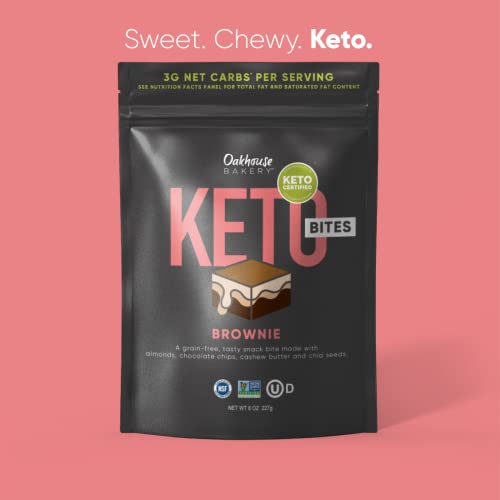 Sweet. Chewy. Keto.
3G NET CARBS* PER SERVING
SEE NUTRITION FACTS PANEL FOR TOTAL FAT AND SATURATED FAT CONTENT
Oakhouse
BAKERY™
KETO
CERTIFIED
KETO
BITES
BROWNIE
A grain-free, tasty snack bite made with
almonds, chocolate chips, cashew butter and chia seeds.
NSF
U D
NET WT 8 OZ 227g